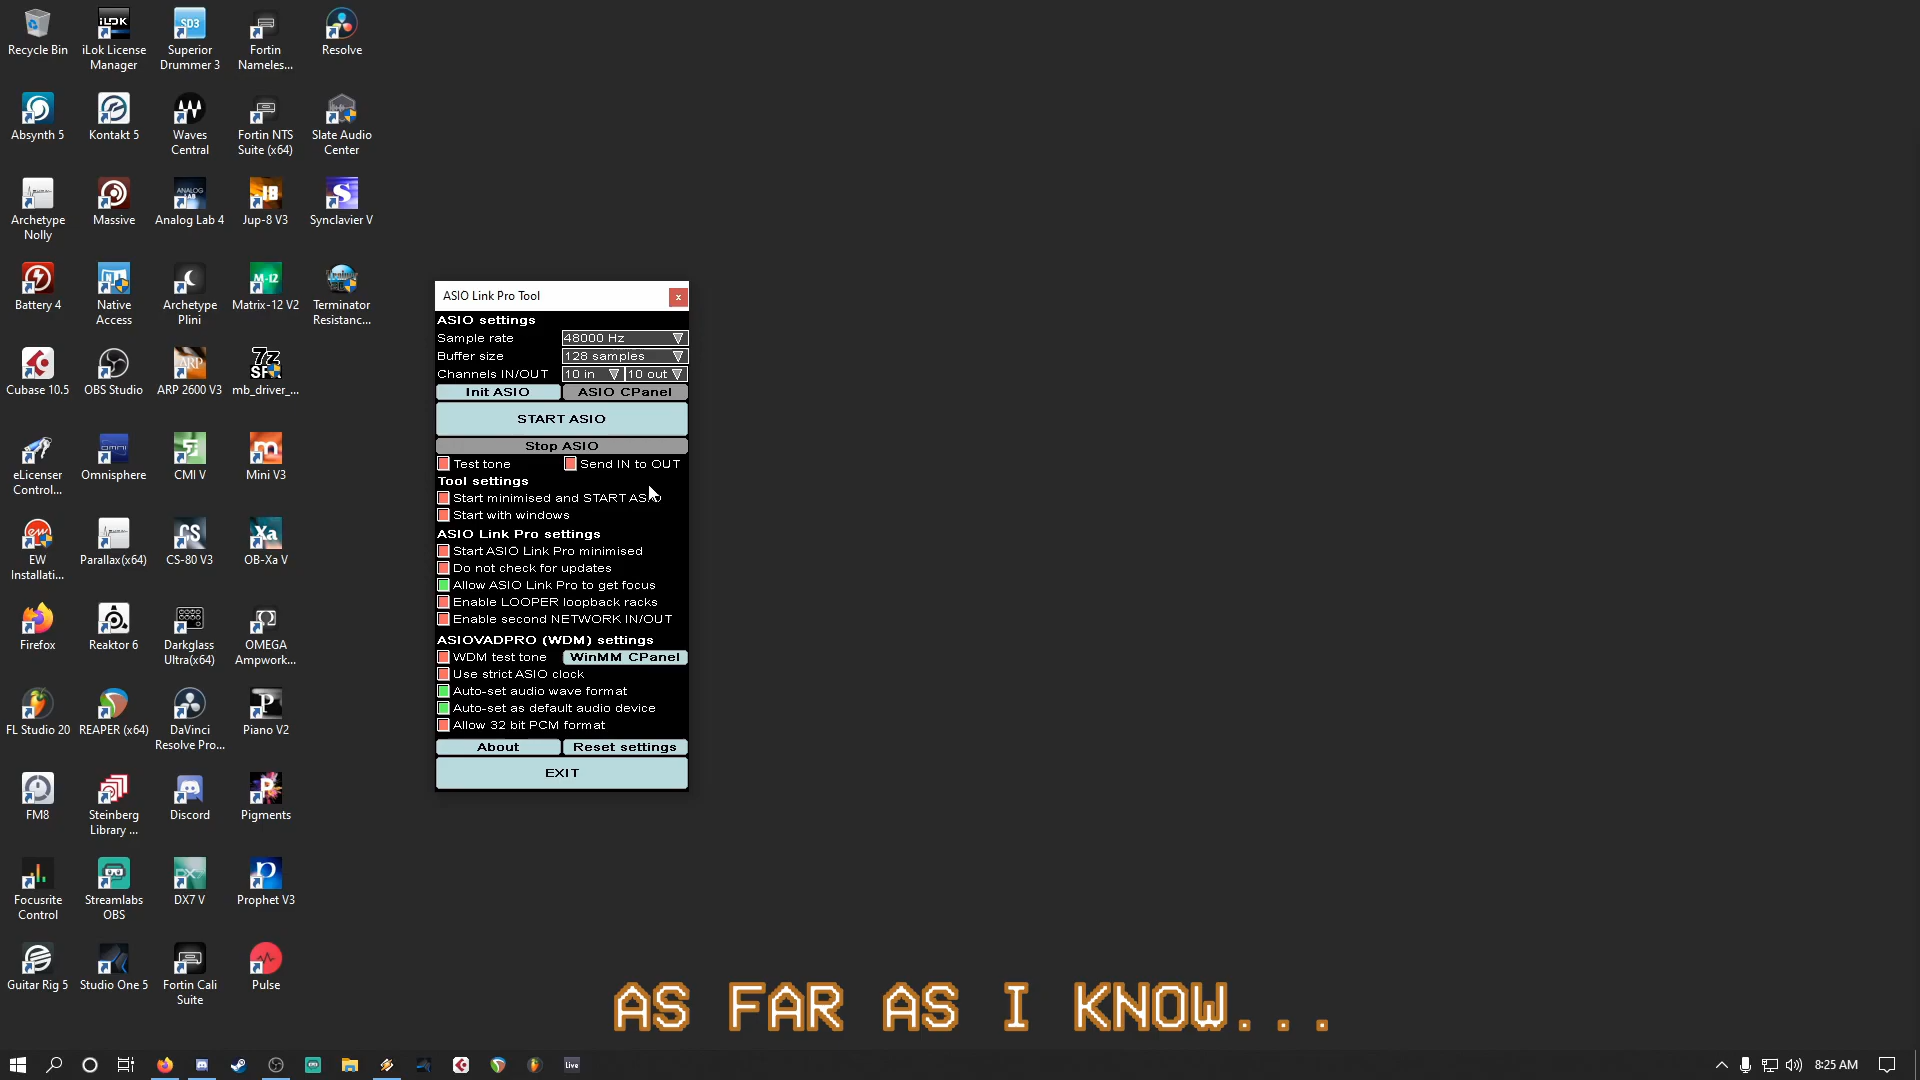 Recycle Bin
iLok License
Manager
Superior
Drummer 3
Fortin
Nameless...
Resolve
Absynth 5
Kontakt 5
Waves
Central
Fortin NTS
Suite (x64)
Slate Audio
Center
Archetype
Nolly
Massive
Analog Lab 4
Jup-8 V3
Synclavier V
Battery 4
Native
Access
Archetype
Plini
Matrix-12 V2
Terminator
Resistanc...
Cubase 10.5
OBS Studio
ARP 2600 V3
mb_driver_...
eLicenser
Control...
Omnisphere
CMI V
Mini V3
EW
Installati...
Parallax(x64)
CS-80 V3
OB-Xa V
Firefox
Reaktor 6
Darkglass
Ultra(x64)
OMEGA
Ampwork...
FL Studio 20
REAPER (x64)
DaVinci
Resolve Pro...
Piano V2
FM8
Steinberg
Library ...
Discord
Pigments
Focusrite
Control
Streamlabs
OBS
DX7 V
Prophet V3
Guitar Rig 5
Studio One 5
Fortin Cali
Suite
Pulse
ASIO Link Pro Tool
x
ASIO settings
Sample rate 48000 Hz
Buffer size 128 samples
Channels IN/OUT 10 in 10 out
Init ASIO ASIO CPanel
START ASIO
Stop ASIO
Test tone Send IN to OUT
Tool settings
Start minimised and START ASIO
Start with windows
ASIO Link Pro settings
Start ASIO Link Pro minimised
Do not check for updates
Allow ASIO Link Pro to get focus
Enable LOOPER loopback racks
Enable second NETWORK IN/OUT
ASIOVADPRO (WDM) settings
WDM test tone WinMM CPanel
Use strict ASIO clock
Auto-set audio wave format
Auto-set as default audio device
Allow 32 bit PCM format
About Reset settings
EXIT
AS FAR AS I KNOW...
Live
8:25 AM